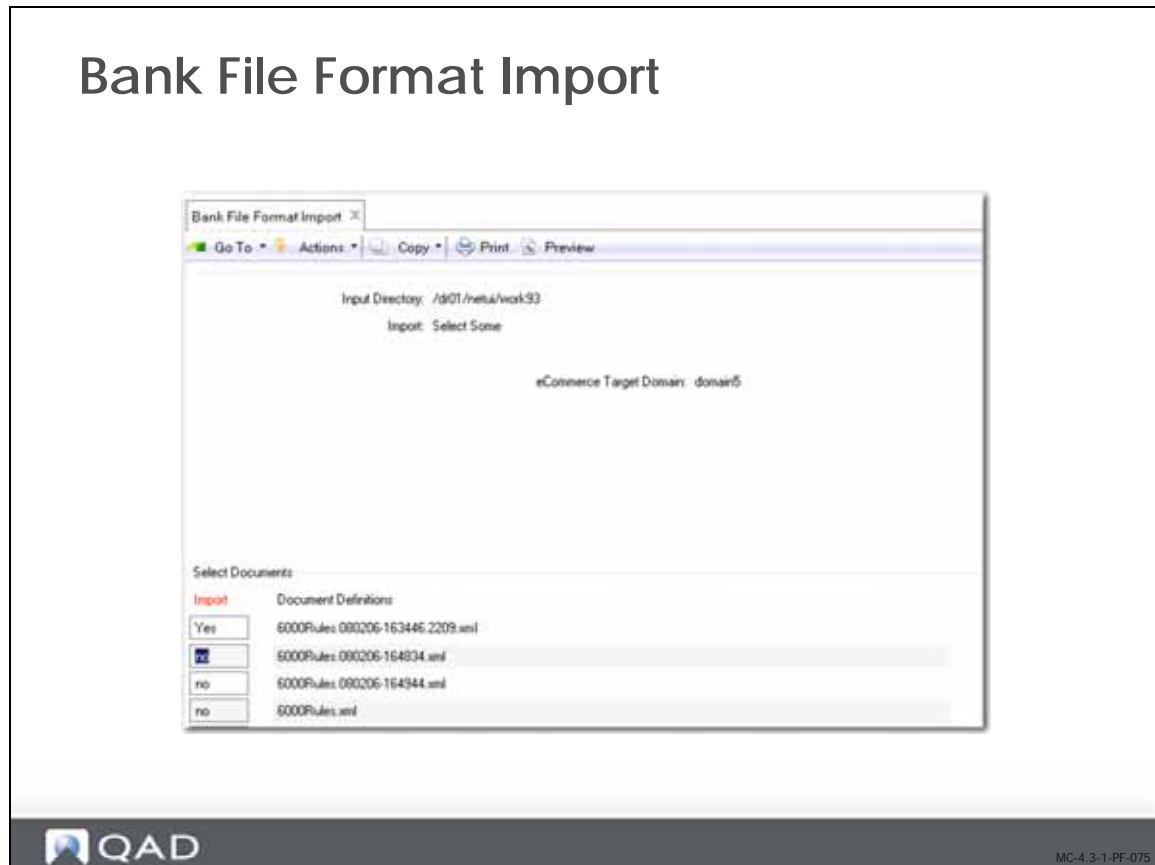 Bank File Format Import
Bank File Format Import
Go To Actions Copy Print Preview
Input Directory: /dr01/netui/work93
Import: Select Some
eCommerce Target Domain: domain5
Select Documents
Import Document Definitions
Yes 6000Rules.080206-163446.2209.xml
no 6000Rules.080206-164834.xml
no 6000Rules.080206-164944.xml
no 6000Rules.xml
QAD
MC-4.3-1-PF-075